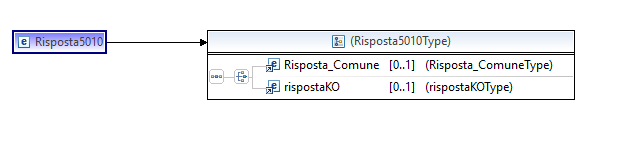 e Risposta5010
(Risposta5010Type)
e Risposta_Comune [0..1] (Risposta_ComuneType)
e rispostaKO [0..1] (rispostaKOType)